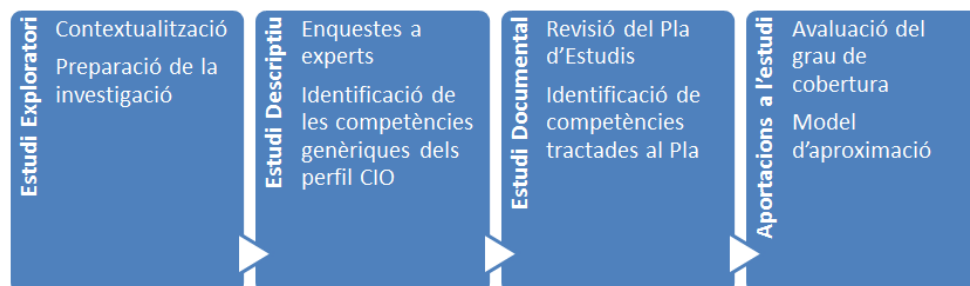 Estudi Exploratori
Contextualització
Preparació de la
investigació
Estudi Descriptiu
Enquestes a
experts
Identificació de
les competències
genèriques dels
perfil CIO
Estudi Documental
Revisió del Pla
d’Estudis
Identificació de
competències
tractades al Pla
Aportacions a l’estudi
Avaluació del
grau de
cobertura
Model
d’aproximació